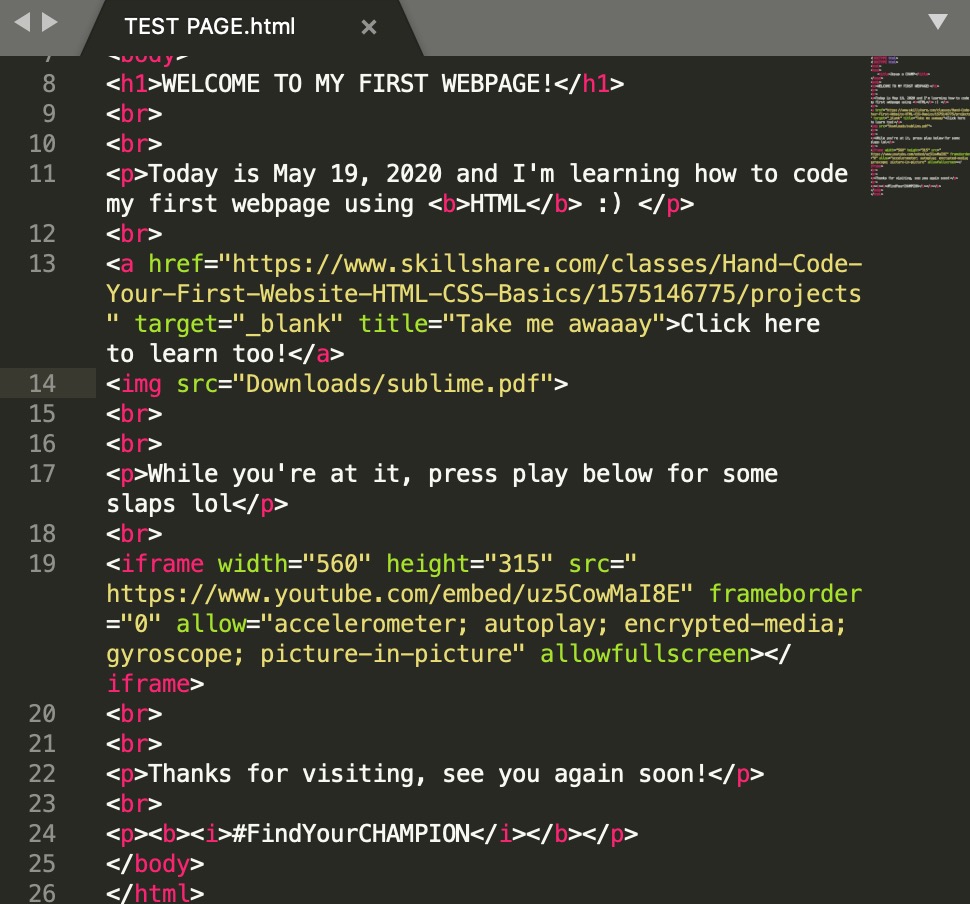 TEST PAGE.html
7 <body>
8 <h1>WELCOME TO MY FIRST WEBPAGE!</h1>
9 <br>
10 <br>
11 <p>Today is May 19, 2020 and I'm learning how to code
my first webpage using <b>HTML</b> :) </p>
12 <br>
13 <a href="https://www.skillshare.com/classes/Hand-Code-
Your-First-Website-HTML-CSS-Basics/1575146775/projects
" target="_blank" title="Take me awaaay">Click here
to learn too!</a>
14 <img src="Downloads/sublime.pdf">
15 <br>
16 <br>
17 <p>While you're at it, press play below for some
slaps lol</p>
18 <br>
19 <iframe width="560" height="315" src="
https://www.youtube.com/embed/uz5CowMaI8E" frameborder
="0" allow="accelerometer; autoplay; encrypted-media;
gyroscope; picture-in-picture" allowfullscreen></
iframe>
20 <br>
21 <br>
22 <p>Thanks for visiting, see you again soon!</p>
23 <br>
24 <p><b><i>#FindYourCHAMPION</i></b></p>
25 </body>
26 </html>